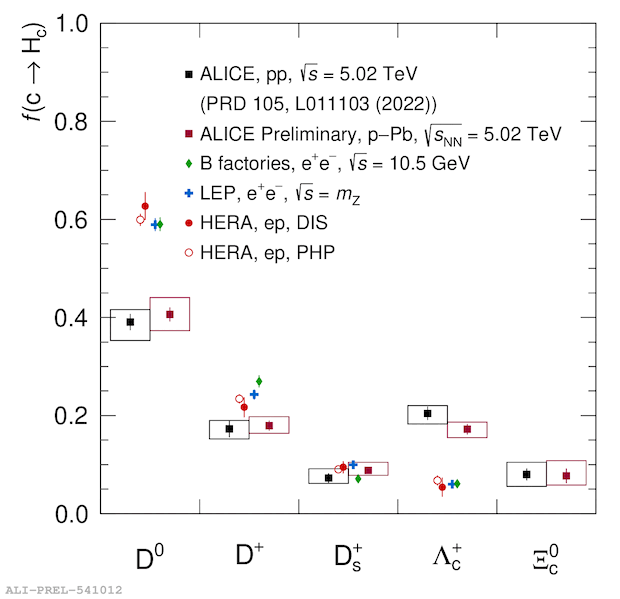 f(c → H_c)
1.0
0.8
0.6
0.4
0.2
0.0
ALICE, pp, √s = 5.02 TeV
(PRD 105, L011103 (2022))
ALICE Preliminary, p−Pb, √s_NN = 5.02 TeV
B factories, e⁺e⁻, √s = 10.5 GeV
LEP, e⁺e⁻, √s = m_Z
HERA, ep, DIS
HERA, ep, PHP
D⁰ D⁺ D_s⁺ Λ_c⁺ Ξ_c⁰
ALI-PREL-541012